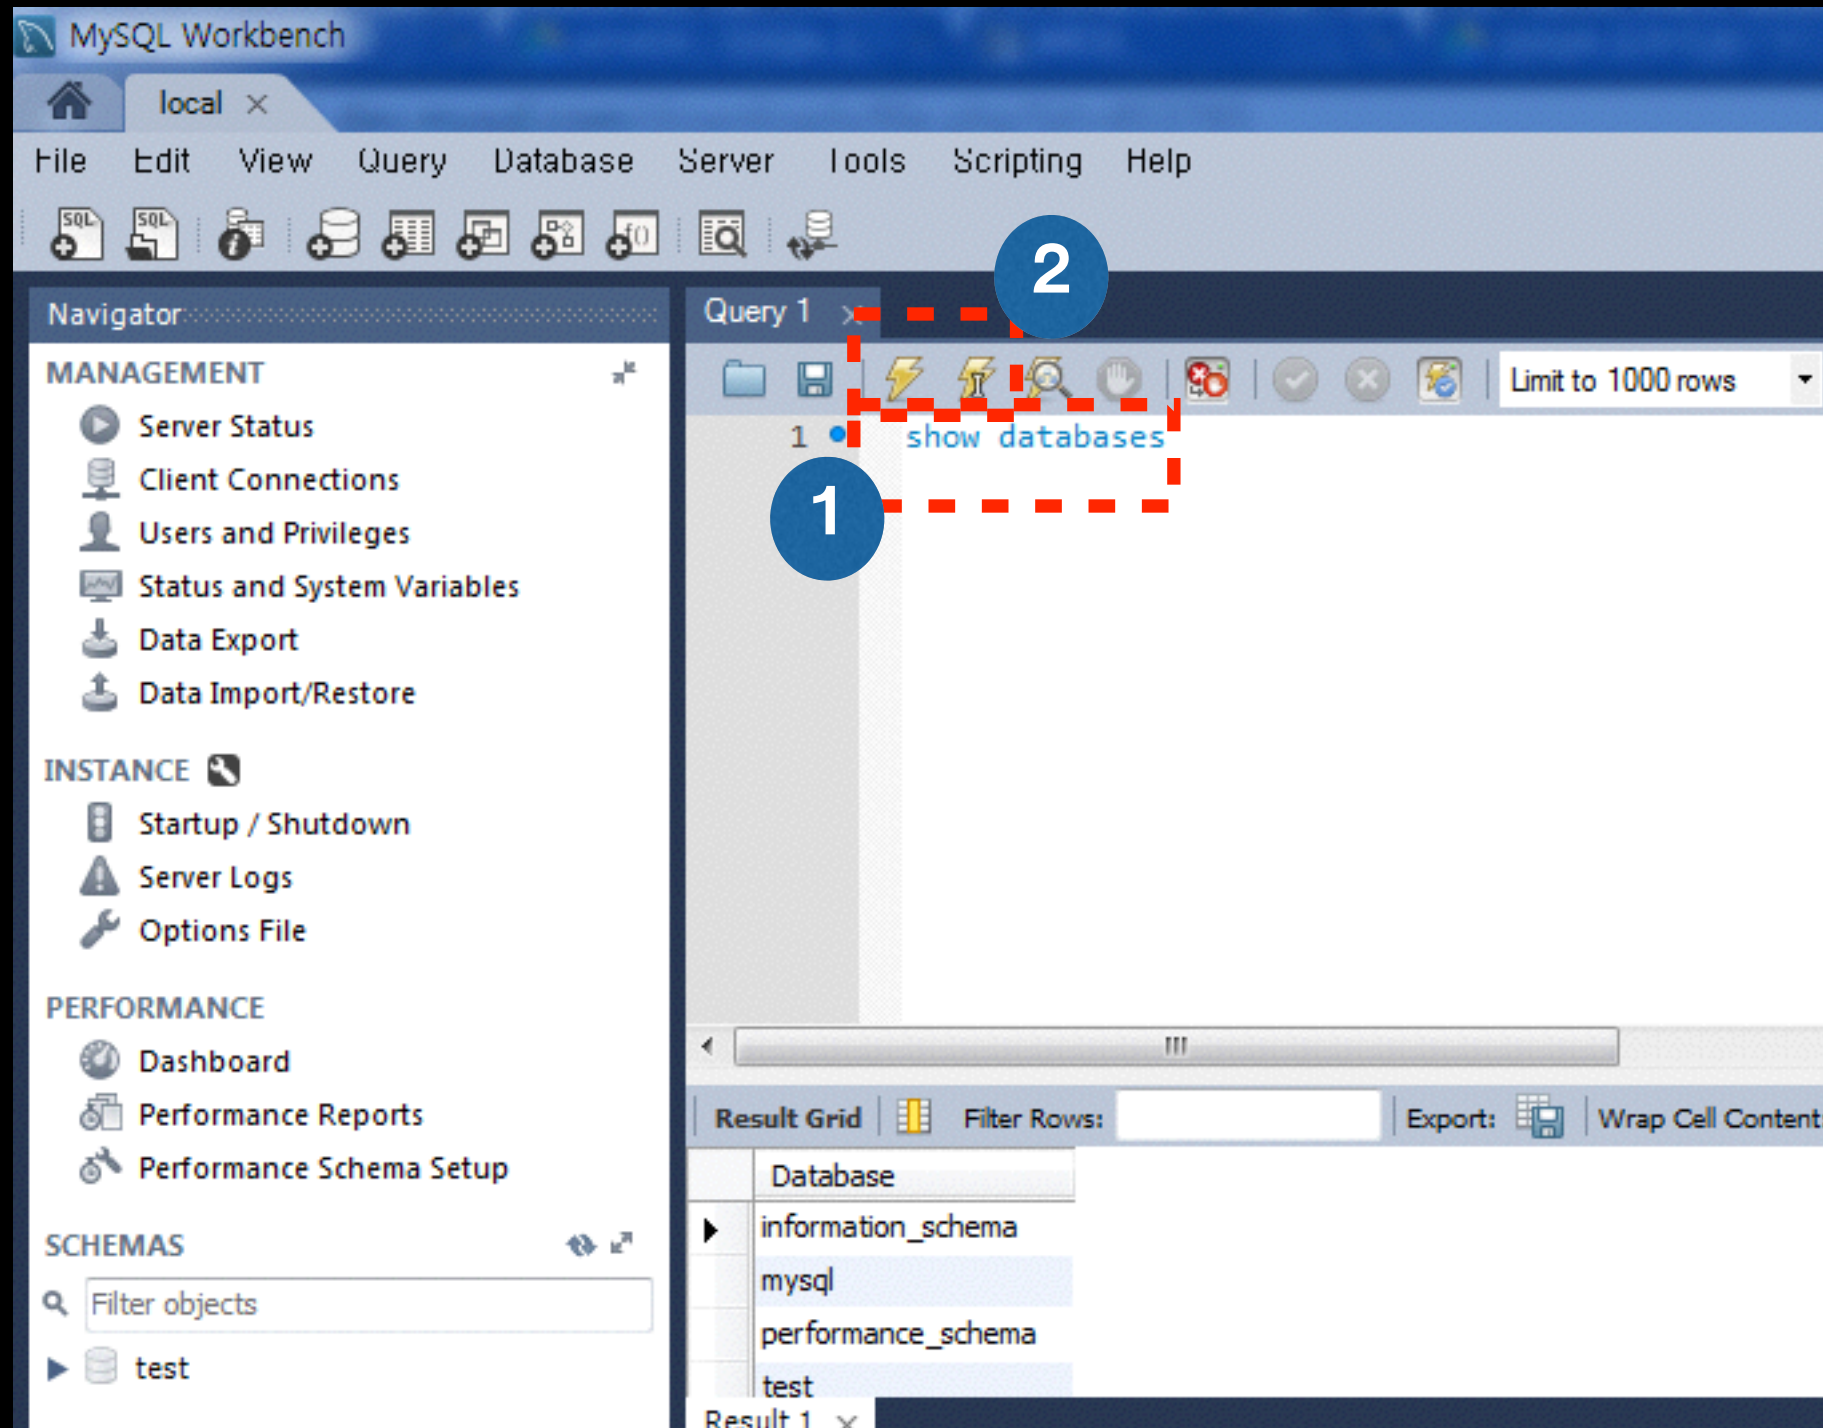 MySQL Workbench
local
File Edit View Query Database Server Tools Scripting Help
SQL SQL f()
2
Navigator
Query 1
MANAGEMENT
Limit to 1000 rows
Server Status
1 show databases
Client Connections
1
Users and Privileges
Status and System Variables
Data Export
Data Import/Restore
INSTANCE
Startup / Shutdown
Server Logs
Options File
PERFORMANCE
Dashboard
Performance Reports
Performance Schema Setup
Result Grid Filter Rows: Export: Wrap Cell Content:
Database
information_schema
mysql
performance_schema
test
Result 1
SCHEMAS
Filter objects
test